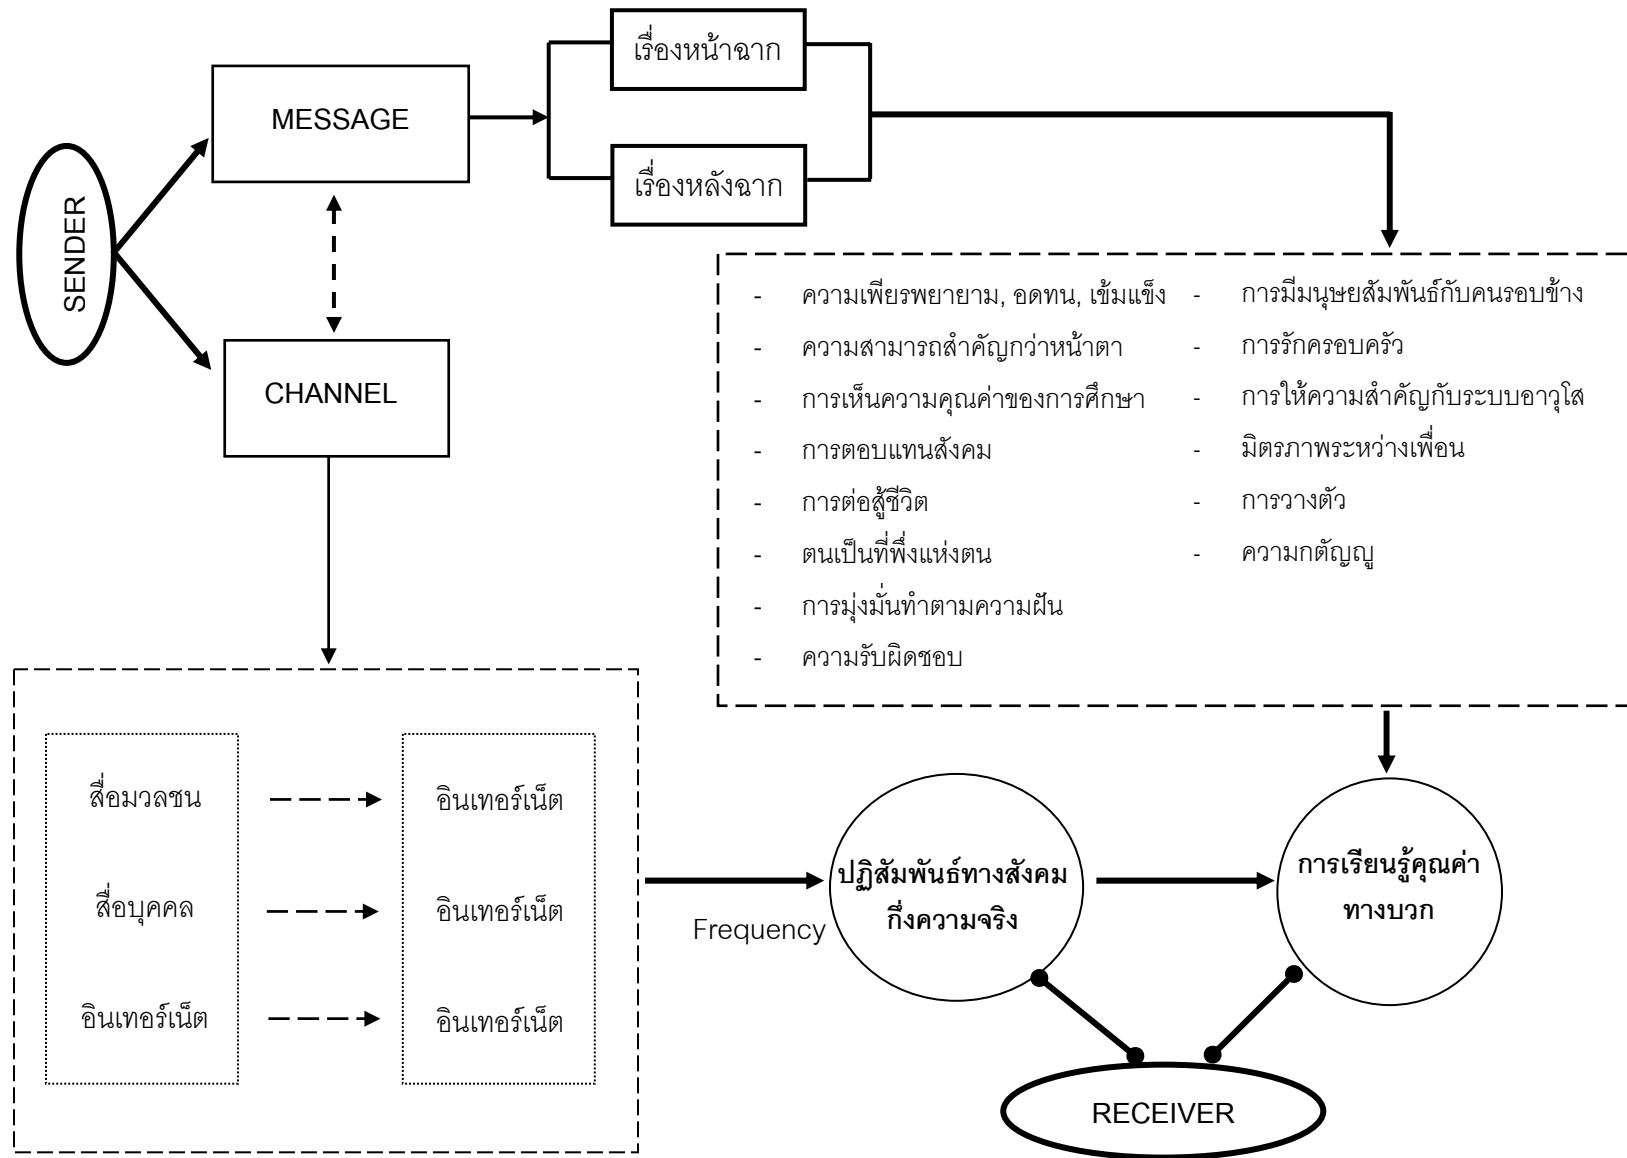 เรื่องหน้าฉาก
MESSAGE
เรื่องหลังฉาก
SENDER
CHANNEL
- ความเพียรพยายาม, อดทน, เข้มแข็ง
- ความสามารถสำคัญกว่าหน้าตา
- การเห็นความคุณค่าของการศึกษา
- การตอบแทนสังคม
- การต่อสู้ชีวิต
- ตนเป็นที่พึ่งแห่งตน
- การมุ่งมั่นทำตามความฝัน
- ความรับผิดชอบ
- การมีมนุษยสัมพันธ์กับคนรอบข้าง
- การรักครอบครัว
- การให้ความสำคัญกับระบบอาวุโส
- มิตรภาพระหว่างเพื่อน
- การวางตัว
- ความกตัญญู
สื่อมวลชน
อินเทอร์เน็ต
สื่อบุคคล
อินเทอร์เน็ต
อินเทอร์เน็ต
อินเทอร์เน็ต
Frequency
ปฏิสัมพันธ์ทางสังคม
กึ่งความจริง
การเรียนรู้คุณค่า
ทางบวก
RECEIVER